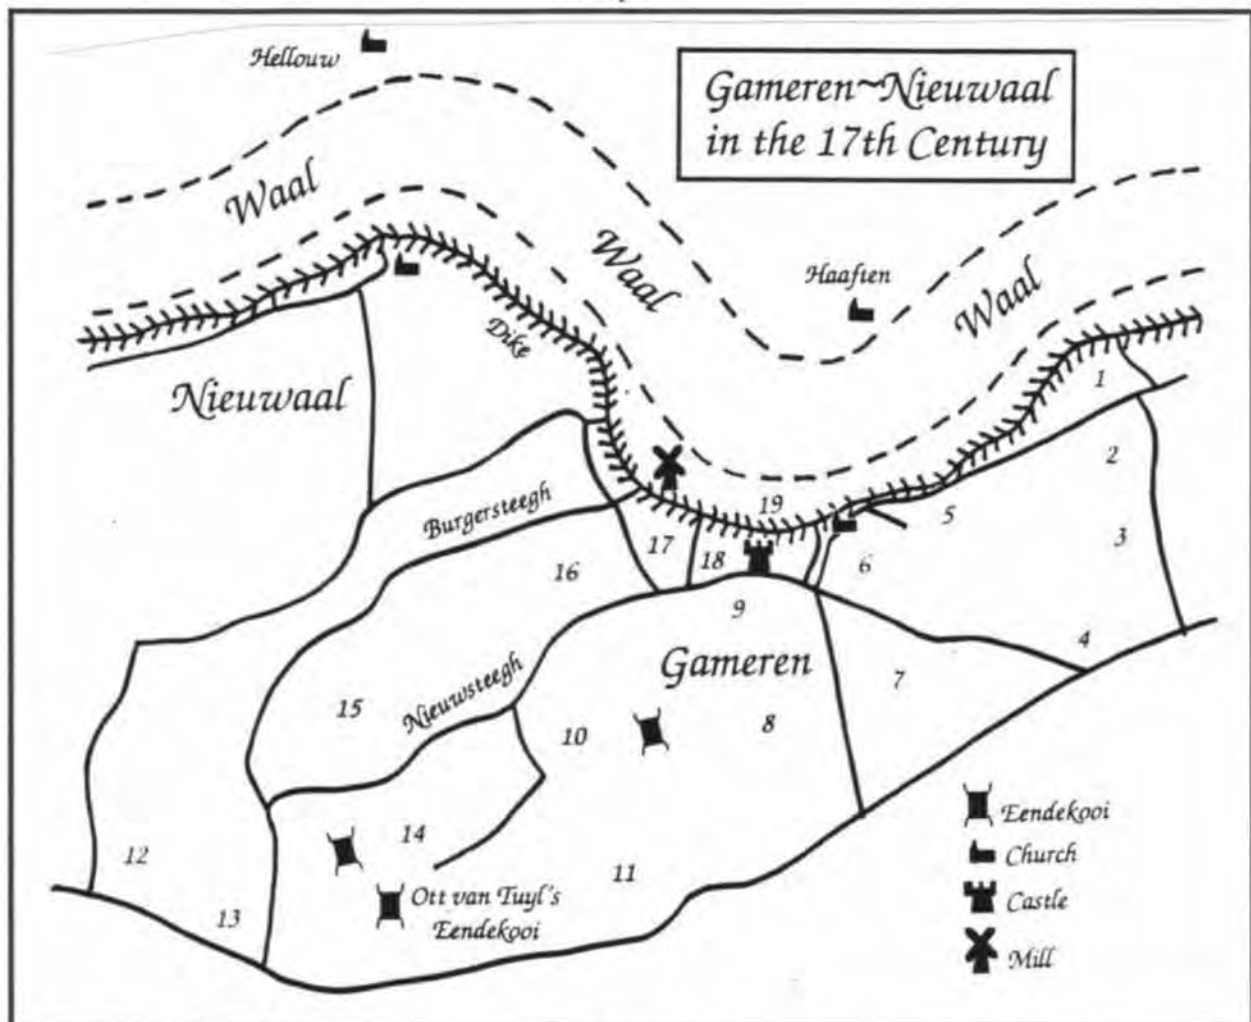 Hellouw
Gameren~Nieuwaal
in the 17th Century
Waal
Waal
Haaften
Waal
Dike
Nieuwaal
1
2
Burgersteegh
19
5
3
17
18
6
16
9
4
Gameren
7
15
Nieuwsteegh
10
8
Eendekooi
14
12
Church
11
Ott van Tuyl's
Eendekooi
Castle
13
Mill